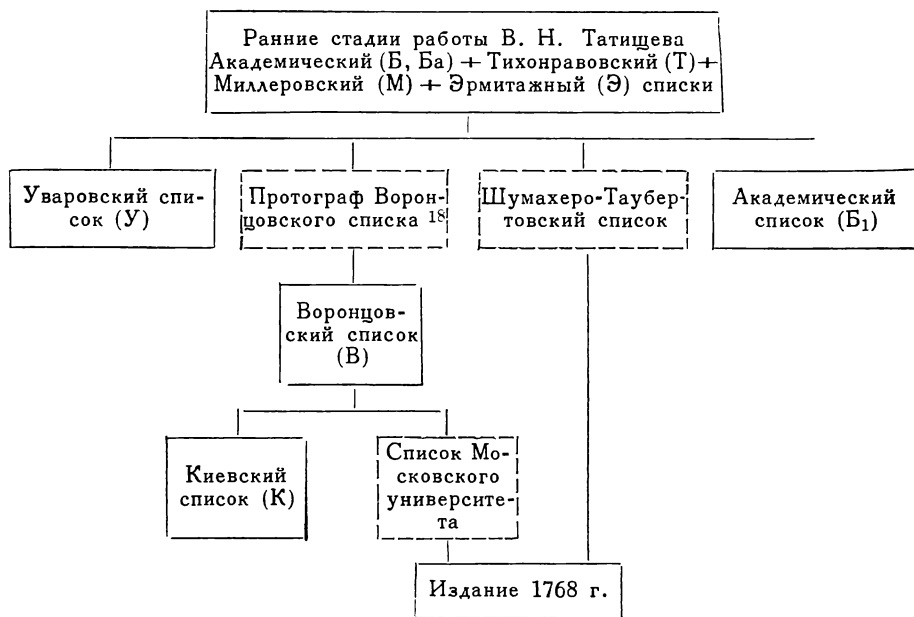 Ранние стадии работы В. Н. Татищева
Академический (Б, Ба) + Тихонравовский (Т)+
Миллеровский (М) + Эрмитажный (Э) списки
Уваровский спи-
сок (У)
Протограф Ворон-
цовского списка 18
Шумахеро-Таубер-
товский список
Академический
список (Б1)
Воронцов-
ский список
(В)
Киевский
список (К)
Список Мо-
сковского
университе-
та
Издание 1768 г.